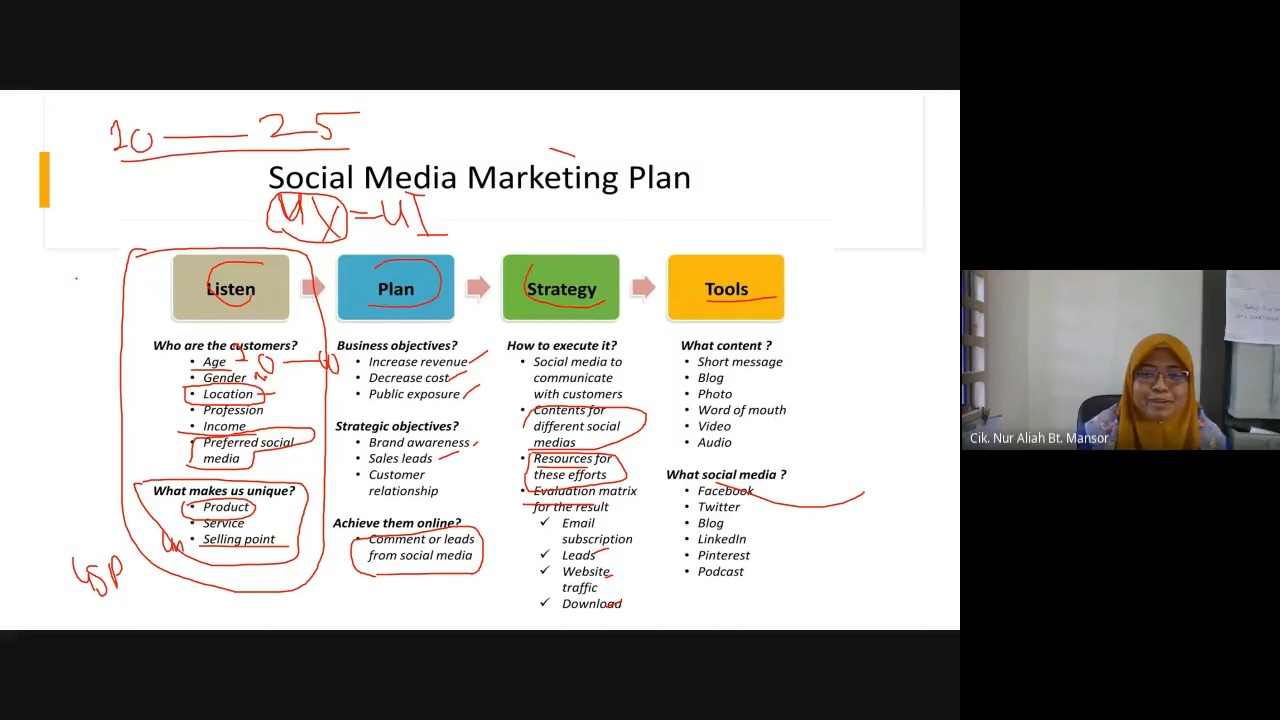 10 — 25
Social Media Marketing Plan
UX = UI
Listen
Plan
Strategy
Tools
Who are the customers?
• Age
• Gender
• Location
• Profession
• Income
• Preferred social
media
What makes us unique?
• Product
• Service
• Selling point
USP
Business objectives?
• Increase revenue
• Decrease cost
• Public exposure
Strategic objectives?
• Brand awareness
• Sales leads
• Customer
relationship
Achieve them online?
• Comment or leads
from social media
How to execute it?
• Social media to
communicate
with customers
• Contents for
different social
medias
• Resources for
these efforts
• Evaluation matrix
for the result
✓ Email
subscription
✓ Leads
✓ Website
traffic
✓ Download
What content ?
• Short message
• Blog
• Photo
• Word of mouth
• Video
• Audio
What social media ?
• Facebook
• Twitter
• Blog
• LinkedIn
• Pinterest
• Podcast
Cik. Nur Aliah Bt. Mansor